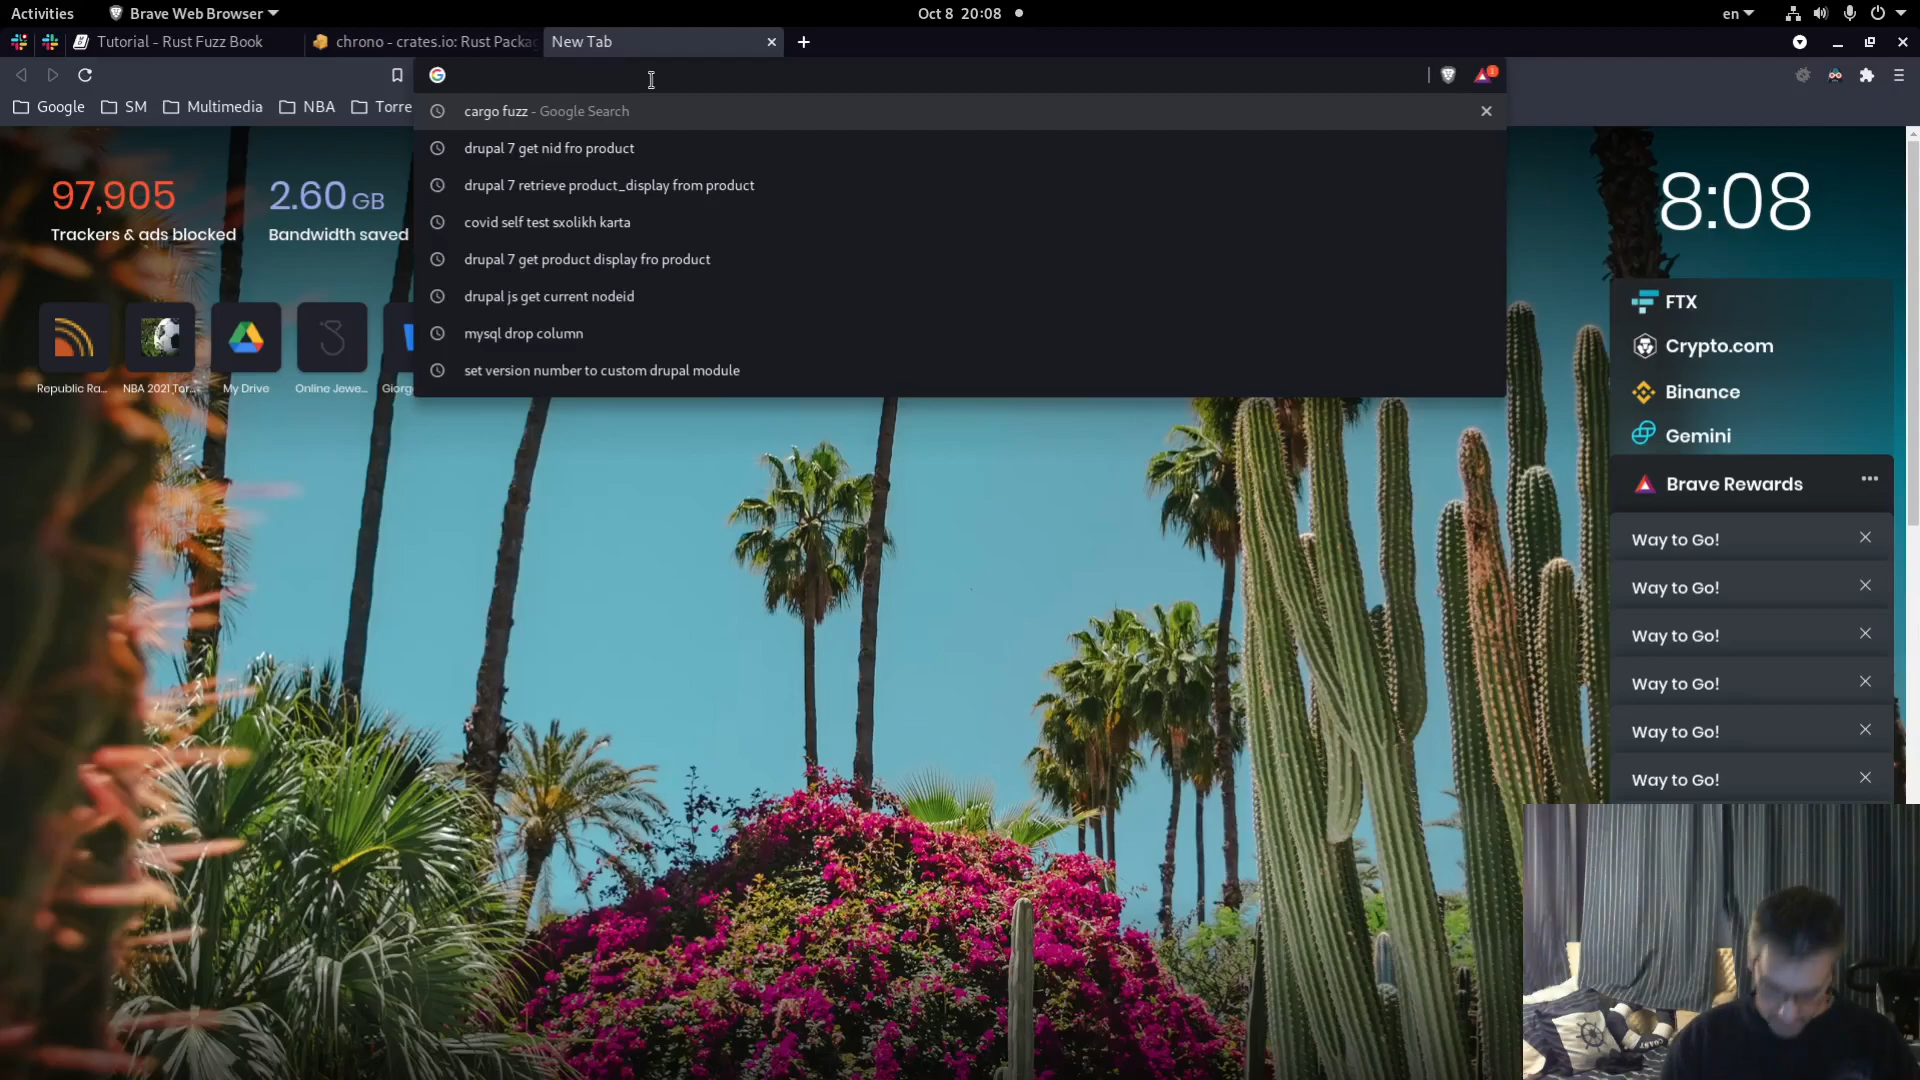 Activities
Brave Web Browser
Oct 8 20:08
en
Tutorial - Rust Fuzz Book
chrono - crates.io: Rust Packag
New Tab
Google
SM
Multimedia
NBA
Torre
cargo fuzz - Google Search
drupal 7 get nid fro product
drupal 7 retrieve product_display from product
covid self test sxolikh karta
drupal 7 get product display fro product
drupal js get current nodeid
mysql drop column
set version number to custom drupal module
97,905
Trackers & ads blocked
2.60 GB
Bandwidth saved
8:08
Republic Ra...
NBA 2021 Tor...
My Drive
Online Jewe...
Giorg
FTX
Crypto.com
Binance
Gemini
Brave Rewards
Way to Go!
Way to Go!
Way to Go!
Way to Go!
Way to Go!
Way to Go!
COAST